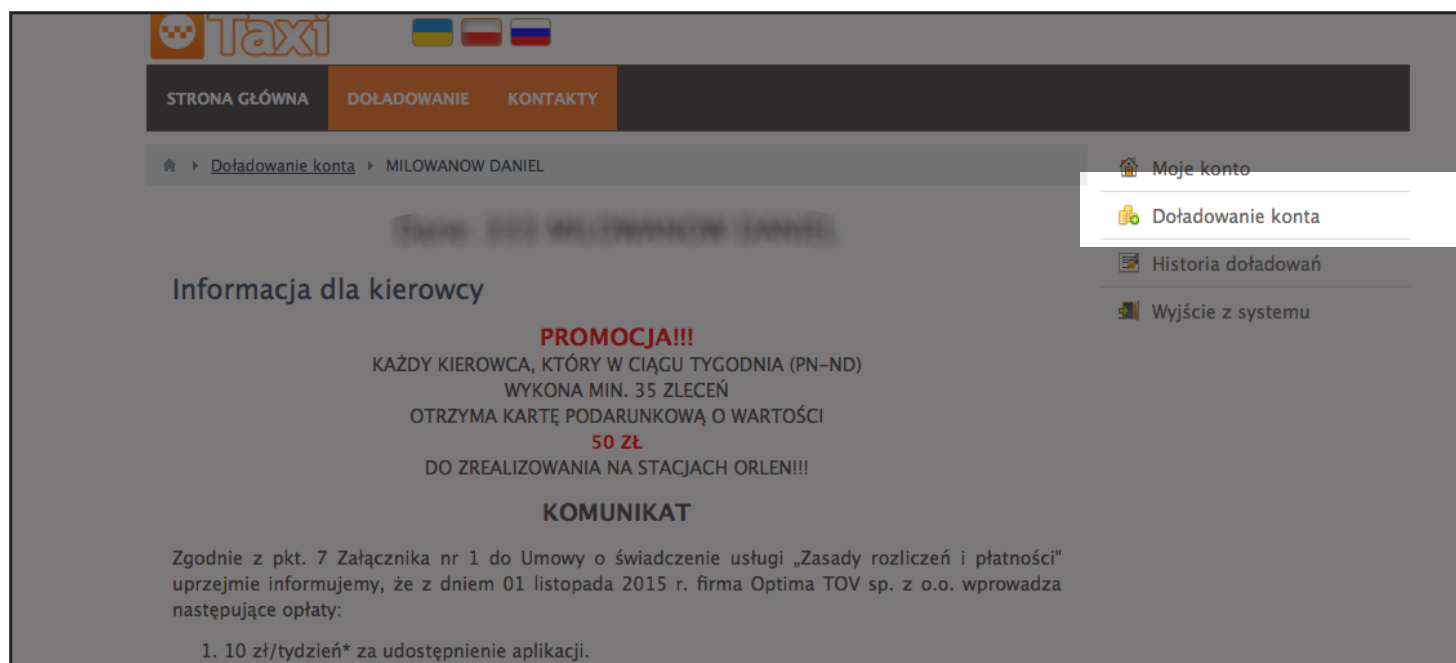 Taxi
STRONA GŁÓWNA DOŁADOWANIE KONTAKTY
Doładowanie konta MILOWANOW DANIEL
Moje konto
Doładowanie konta
Historia doładowań
Wyjście z systemu
Informacja dla kierowcy
PROMOCJA!!!
KAŻDY KIEROWCA, KTÓRY W CIĄGU TYGODNIA (PN-ND)
WYKONA MIN. 35 ZLECEŃ
OTRZYMA KARTĘ PODARUNKOWĄ O WARTOŚCI
50 ZŁ
DO ZREALIZOWANIA NA STACJACH ORLEN!!!
KOMUNIKAT
Zgodnie z pkt. 7 Załącznika nr 1 do Umowy o świadczenie usługi „Zasady rozliczeń i płatności"
uprzejmie informujemy, że z dniem 01 listopada 2015 r. firma Optima TOV sp. z o.o. wprowadza
następujące opłaty:
1. 10 zł/tydzień* za udostępnienie aplikacji.